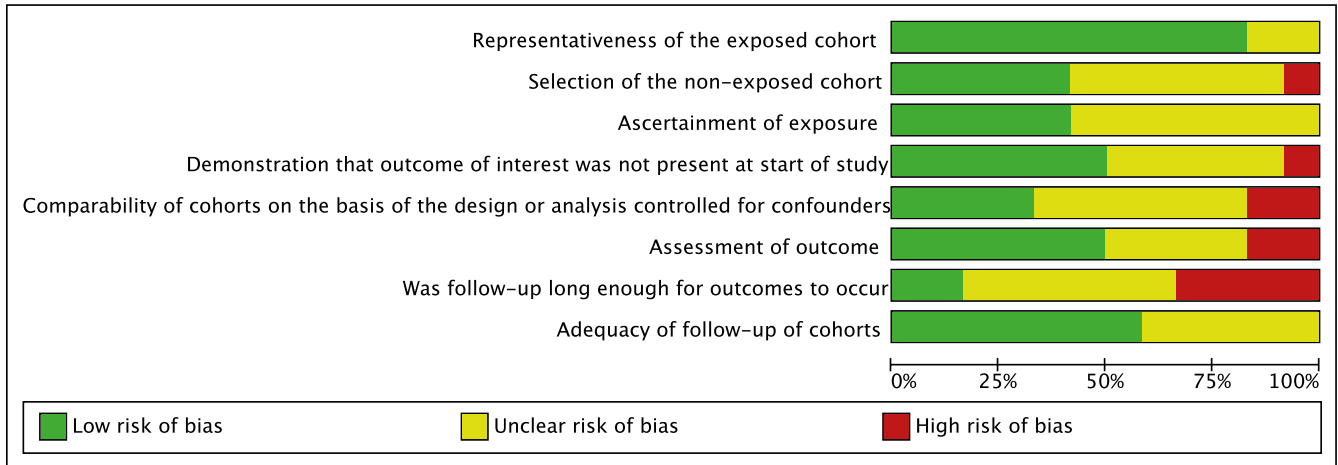 Representativeness of the exposed cohort
Selection of the non-exposed cohort
Ascertainment of exposure
Demonstration that outcome of interest was not present at start of study
Comparability of cohorts on the basis of the design or analysis controlled for confounders
Assessment of outcome
Was follow-up long enough for outcomes to occur
Adequacy of follow-up of cohorts
0% 25% 50% 75% 100%
Low risk of bias Unclear risk of bias High risk of bias